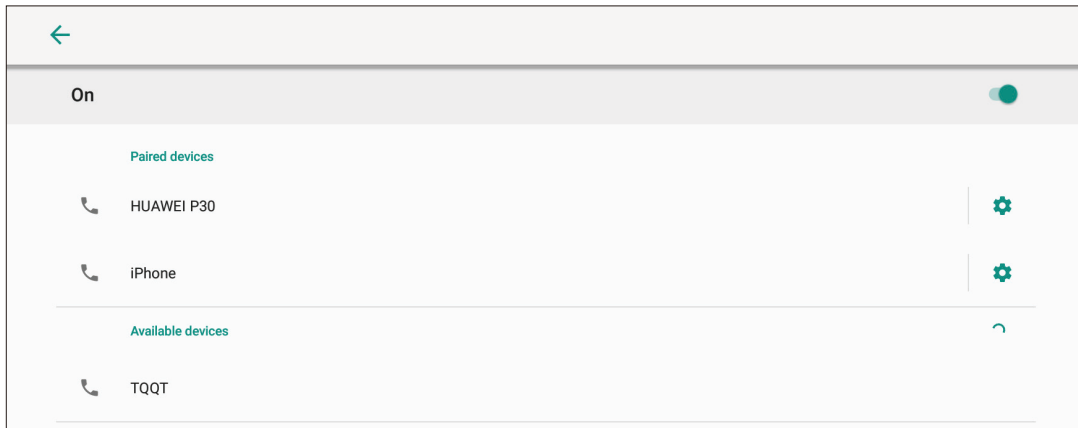 On
Paired devices
HUAWEI P30
iPhone
Available devices
TQQT